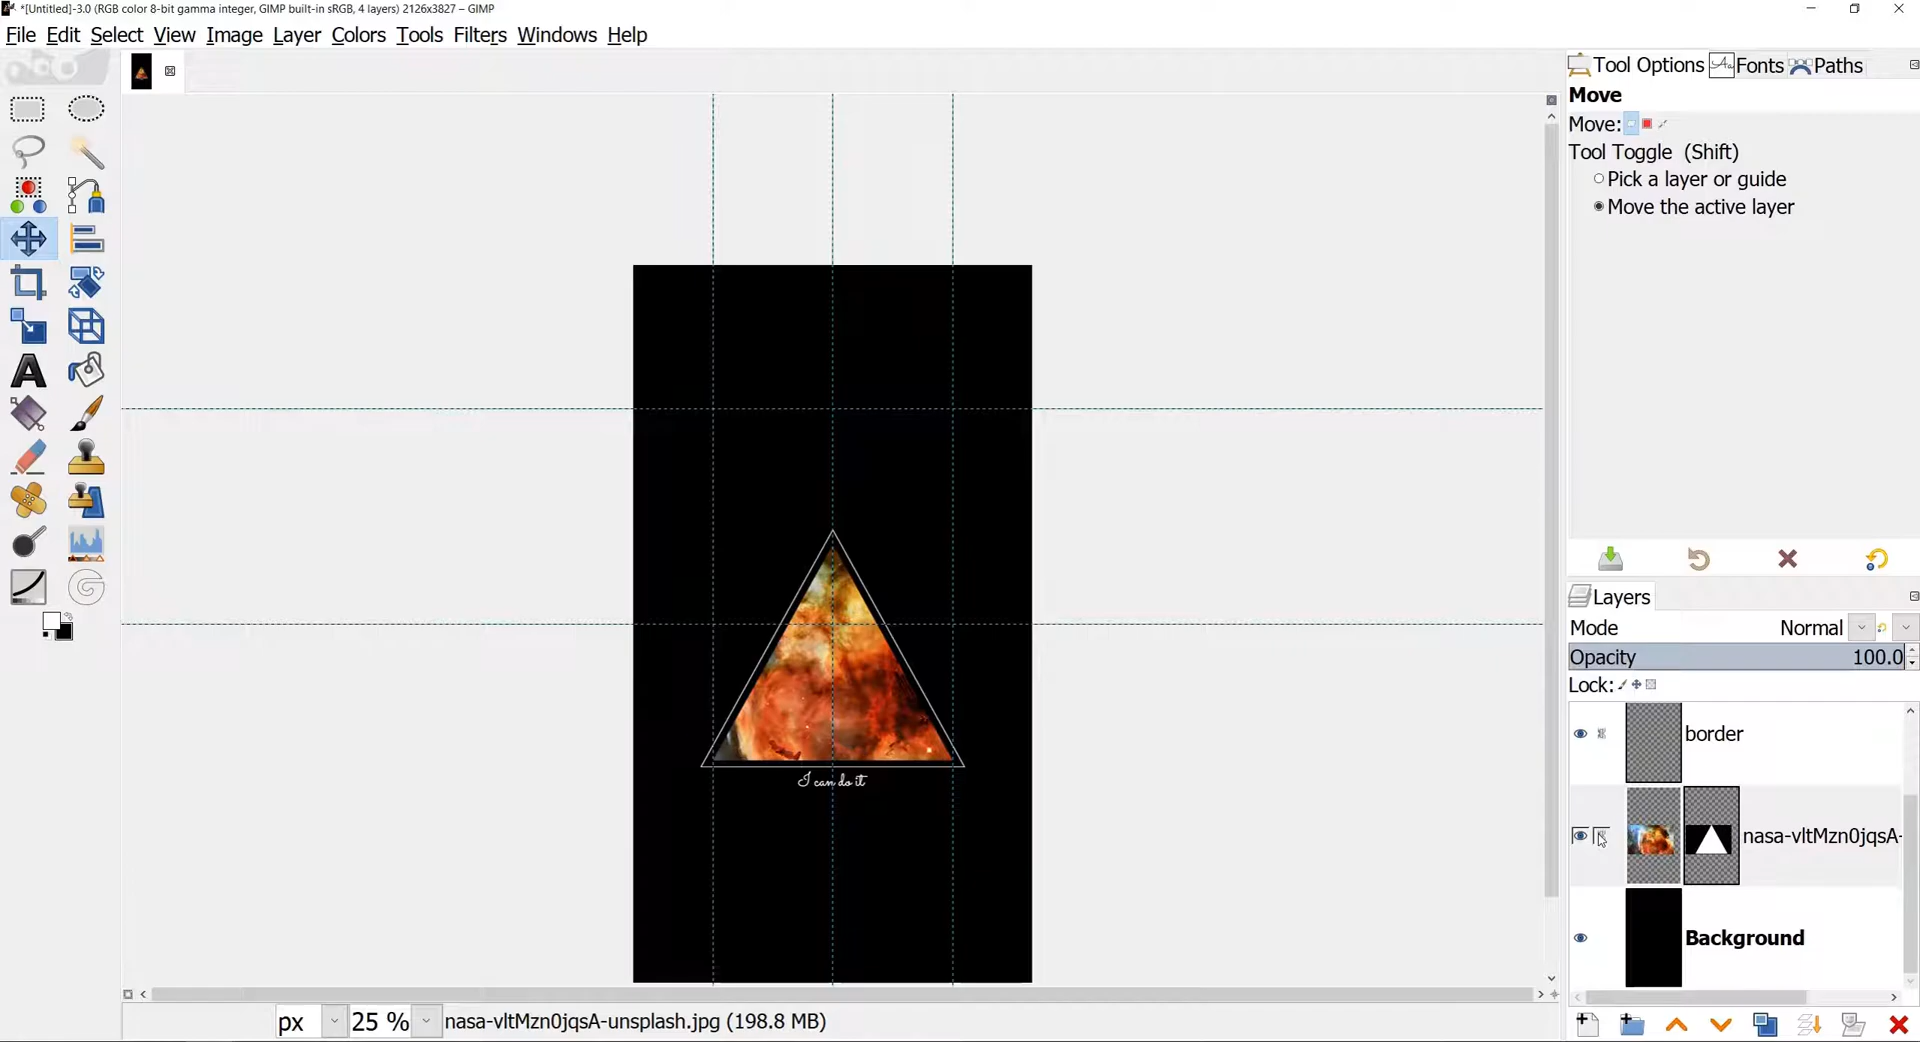 *[Untitled]-3.0 (RGB color 8-bit gamma integer, GIMP built-in sRGB, 4 layers) 2126x3827 – GIMP
File Edit Select View Image Layer Colors Tools Filters Windows Help
Tool Options Fonts Paths
Move
Move:
Tool Toggle (Shift)
Pick a layer or guide
Move the active layer
I can do it
Layers
Mode Normal
Opacity 100.0
Lock:
border
nasa-vltMzn0jqsA-
Background
px 25 % nasa-vltMzn0jqsA-unsplash.jpg (198.8 MB)